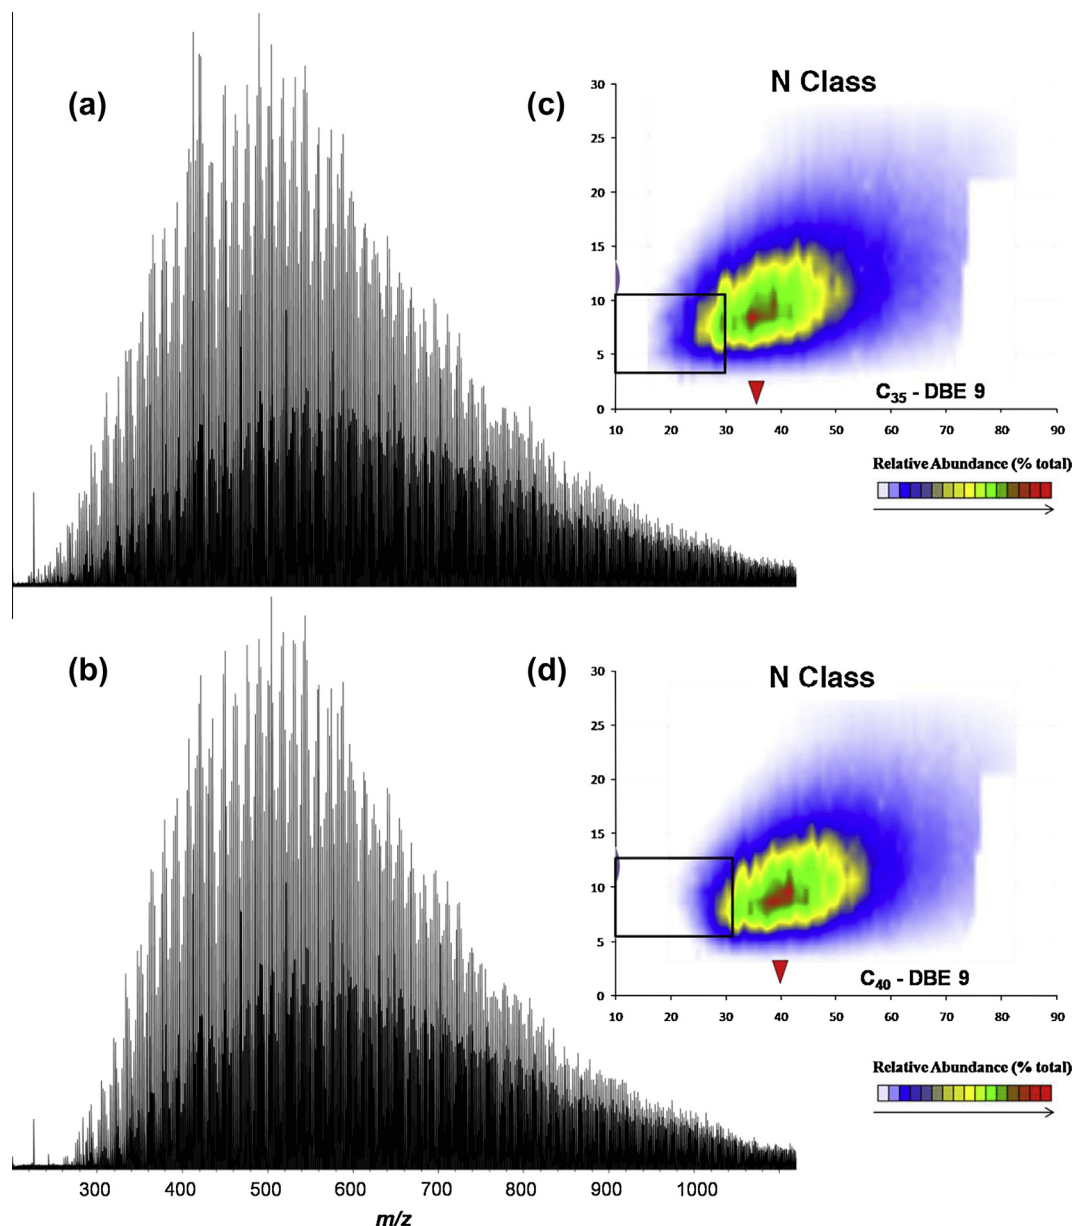 (a)
(c)
N Class
30
25
20
15
10
5
0
10 20 30 40 50 60 70 80 90
C₃₅ - DBE 9
Relative Abundance (% total)
(b)
(d)
N Class
30
25
20
15
10
5
0
10 20 30 40 50 60 70 80 90
C₄₀ - DBE 9
Relative Abundance (% total)
300 400 500 600 700 800 900 1000
m/z